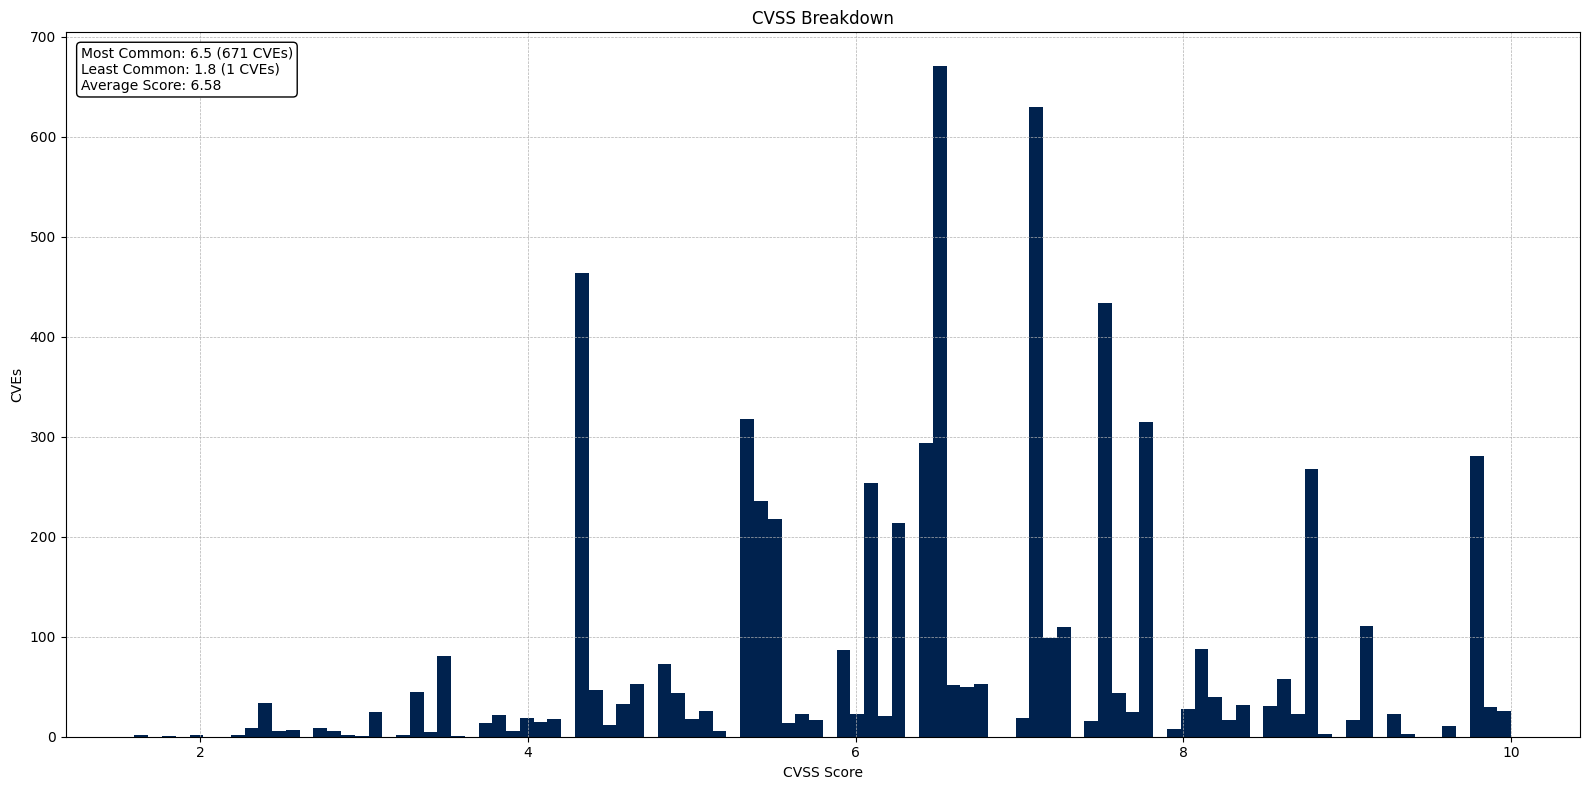 CVSS Breakdown
Most Common: 6.5 (671 CVEs)
Least Common: 1.8 (1 CVEs)
Average Score: 6.58
700
600
500
400
300
200
100
0
CVEs
2 4 6 8 10
CVSS Score